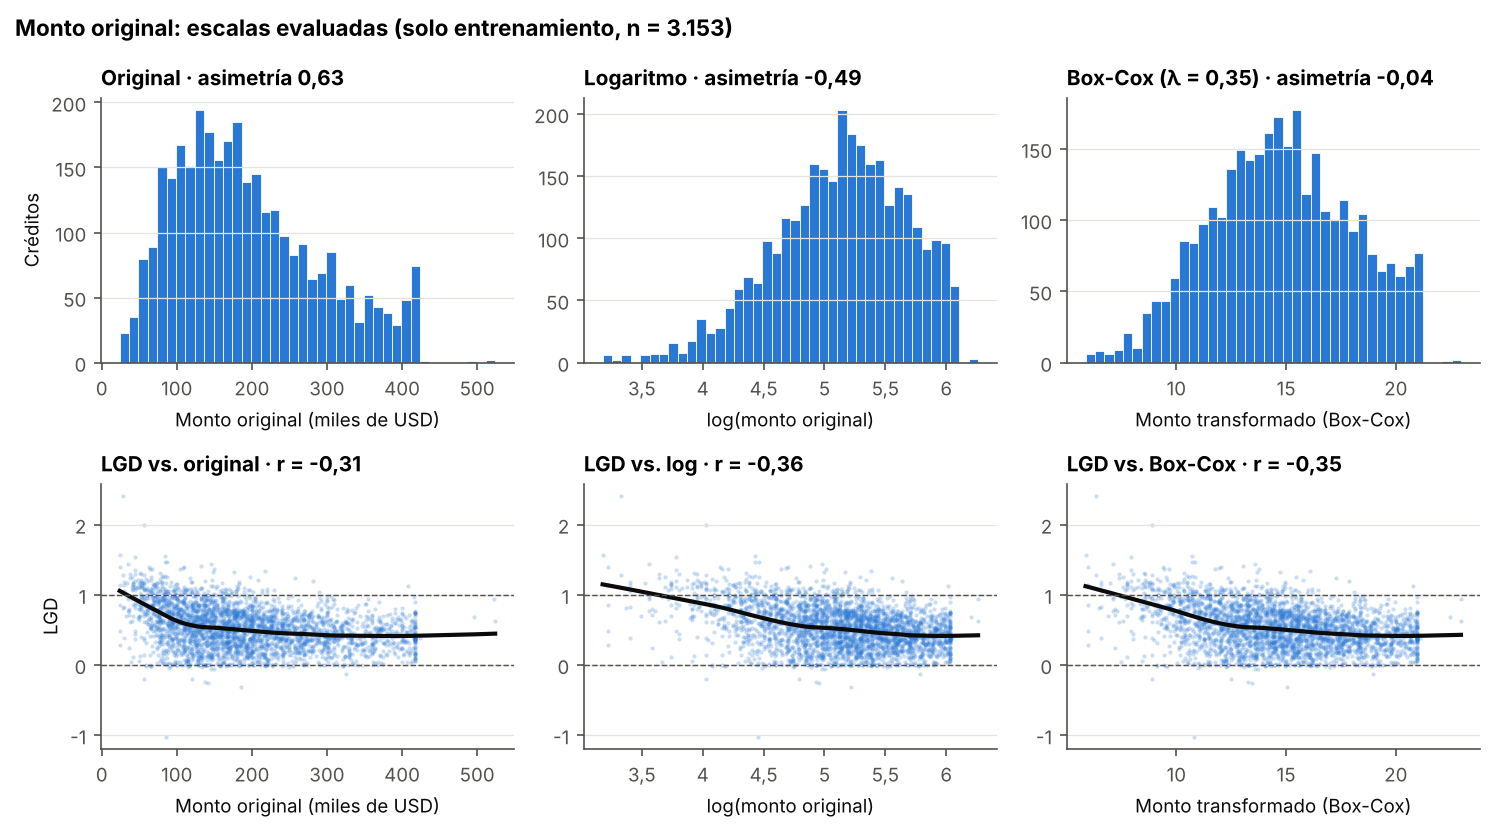 Monto original: escalas evaluadas (solo entrenamiento, n = 3.153)
Original · asimetría 0,63
Logaritmo · asimetría -0,49
Box-Cox (λ = 0,35) · asimetría -0,04
200
150
100
50
0
Créditos
0 100 200 300 400 500
Monto original (miles de USD)
200
150
100
50
0
3,5 4 4,5 5 5,5 6
log(monto original)
150
100
50
0
10 15 20
Monto transformado (Box-Cox)
LGD vs. original · r = -0,31
LGD vs. log · r = -0,36
LGD vs. Box-Cox · r = -0,35
2
1
0
-1
LGD
0 100 200 300 400 500
Monto original (miles de USD)
2
1
0
-1
3,5 4 4,5 5 5,5 6
log(monto original)
2
1
0
-1
10 15 20
Monto transformado (Box-Cox)